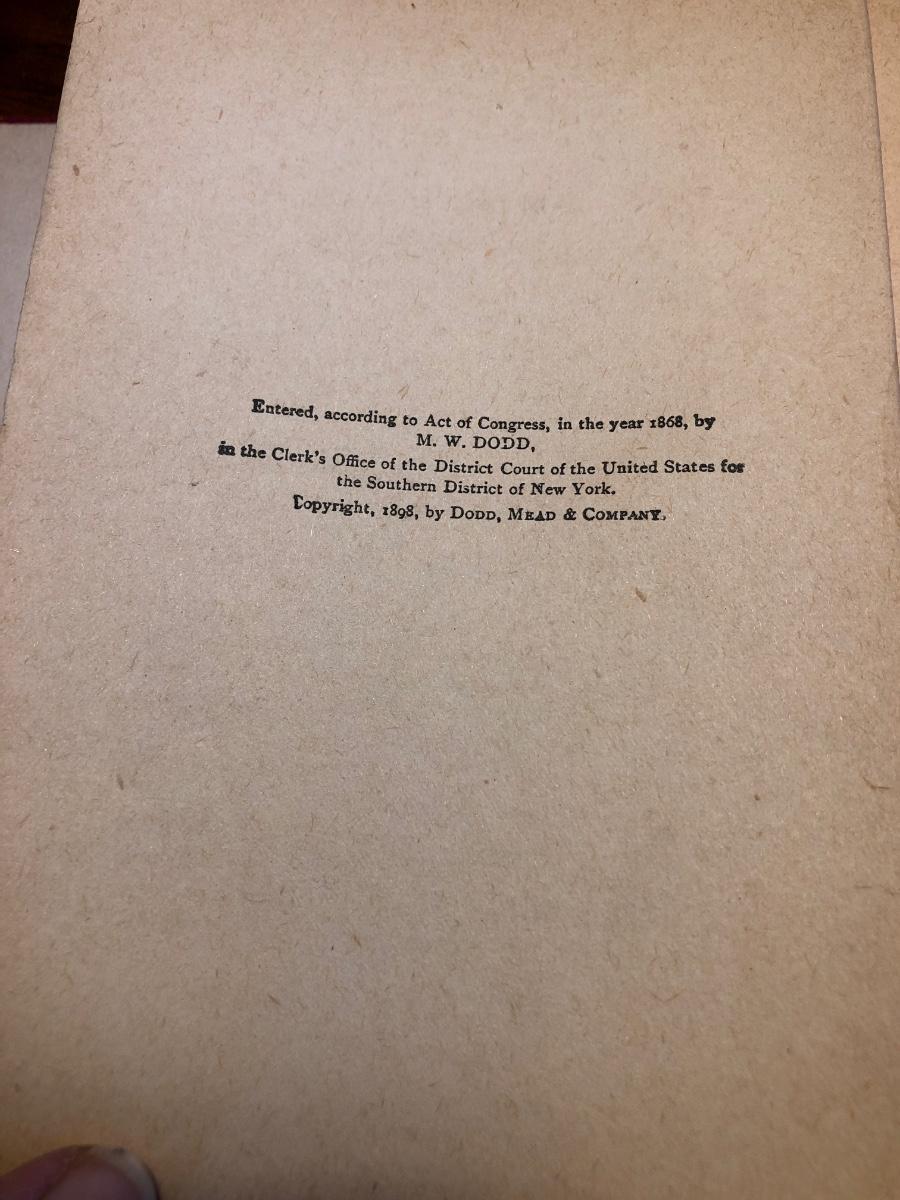 Entered, according to Act of Congress, in the year 1868, by
M. W. DODD,
in the Clerk's Office of the District Court of the United States for
the Southern District of New York.
Copyright, 1898, by DODD, MEAD & COMPANY.